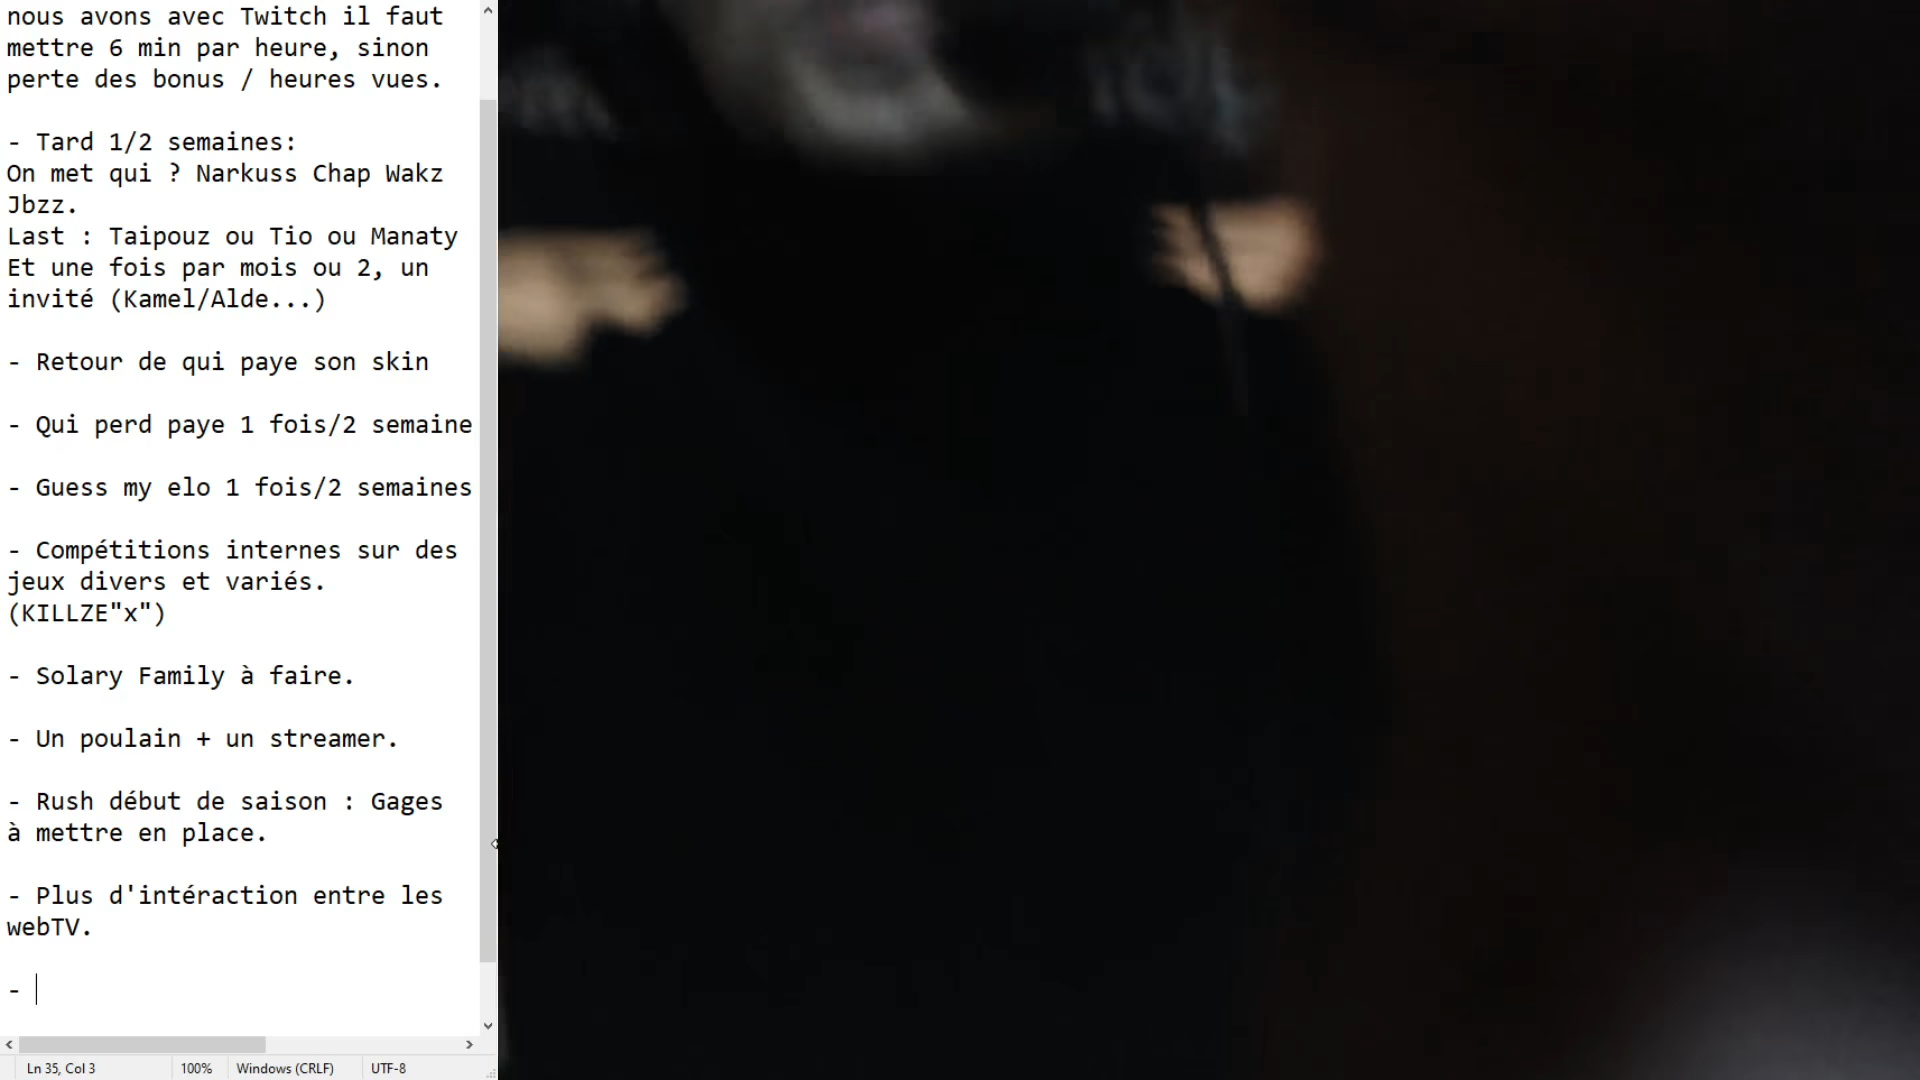 nous avons avec Twitch il faut
mettre 6 min par heure, sinon
perte des bonus / heures vues.
- Tard 1/2 semaines:
On met qui ? Narkuss Chap Wakz
Jbzz.
Last : Taipouz ou Tio ou Manaty
Et une fois par mois ou 2, un
invité (Kamel/Alde...)
- Retour de qui paye son skin
- Qui perd paye 1 fois/2 semaine
- Guess my elo 1 fois/2 semaines
- Compétitions internes sur des
jeux divers et variés.
(KILLZE"x")
- Solary Family à faire.
- Un poulain + un streamer.
- Rush début de saison : Gages
à mettre en place.
- Plus d'intéraction entre les
webTV.
-
Ln 35, Col 3
100%
Windows (CRLF)
UTF-8